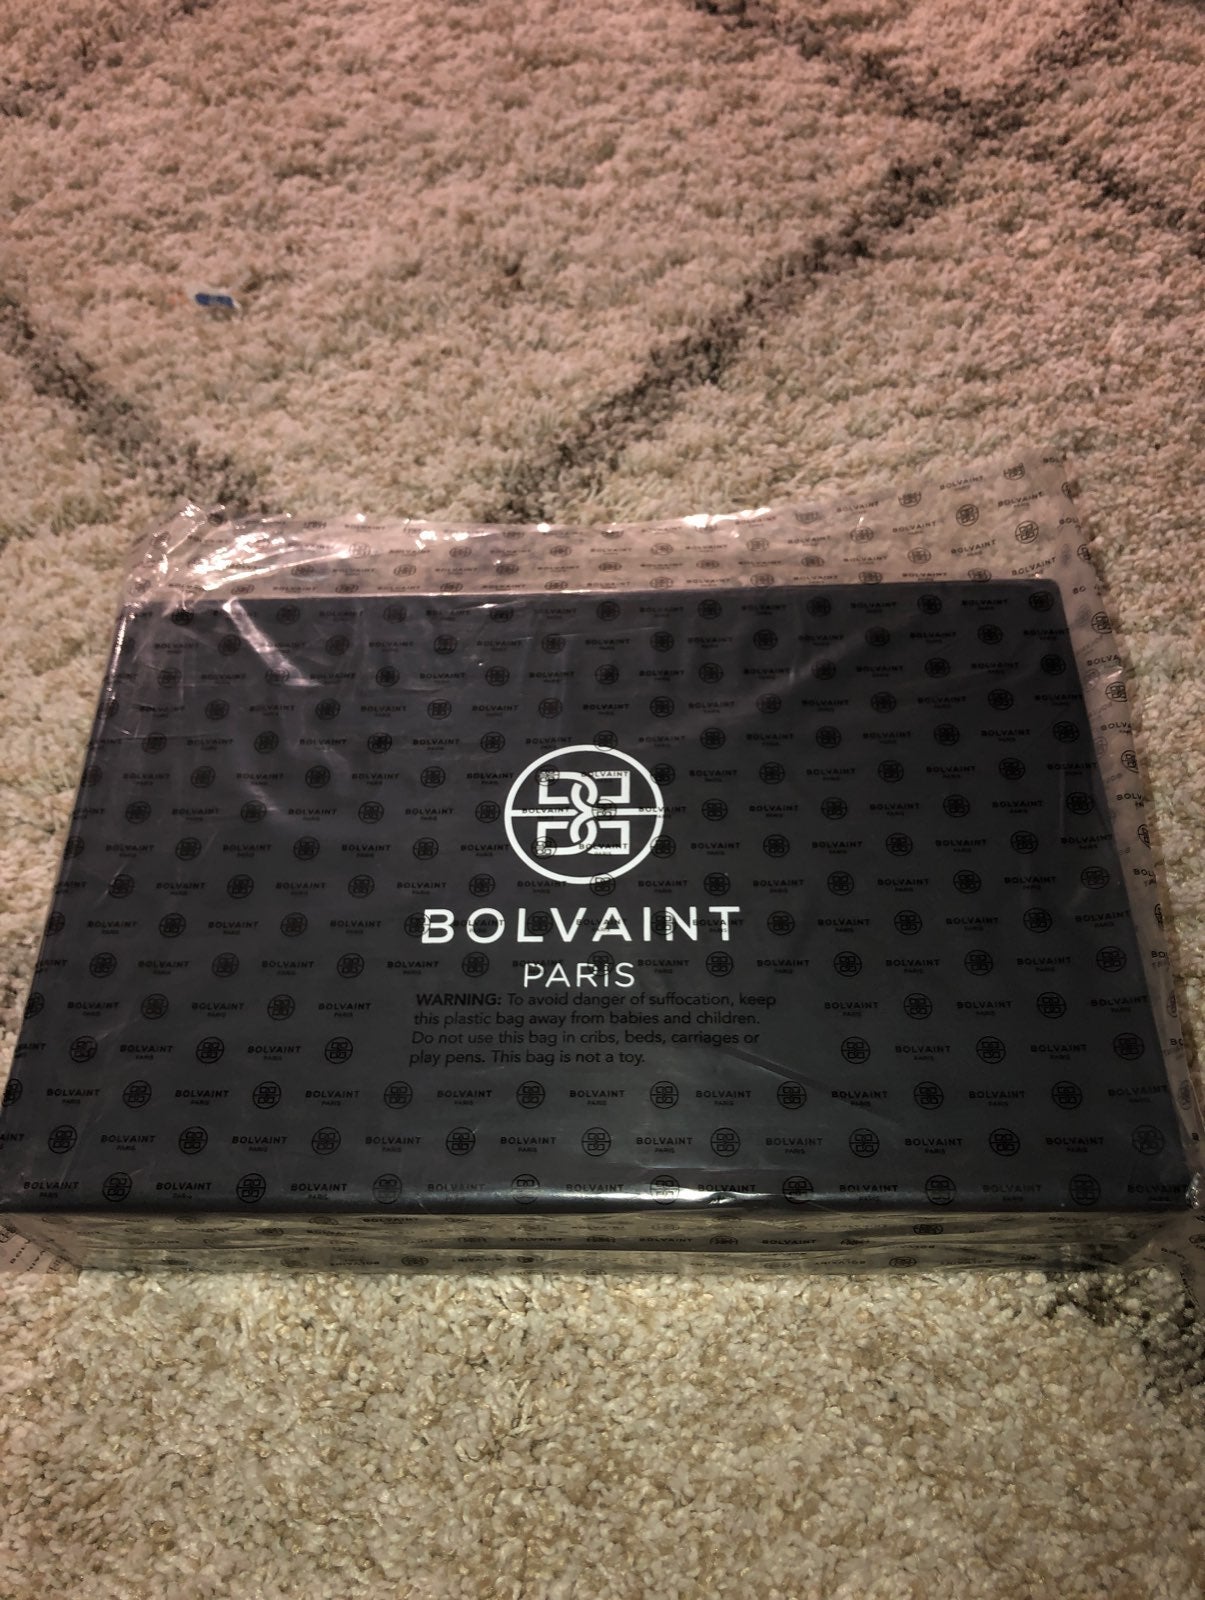 BOLVAINT
PARIS
WARNING: To avoid danger of suffocation, keep
this plastic bag away from babies and children.
Do not use this bag in cribs, beds, carriages or
play pens. This bag is not a toy.